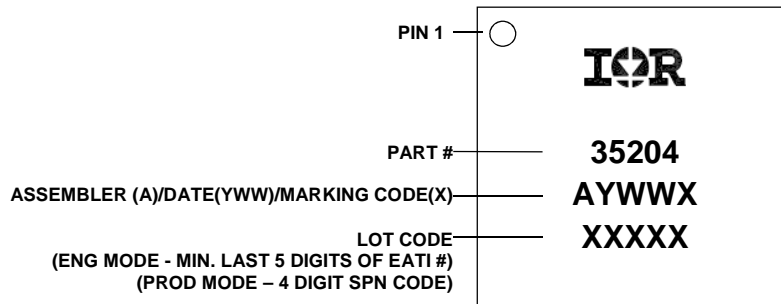 PIN 1
IOR
PART #
35204
ASSEMBLER (A)/DATE(YWW)/MARKING CODE(X)
AYWWX
LOT CODE
(ENG MODE - MIN. LAST 5 DIGITS OF EATI #)
(PROD MODE – 4 DIGIT SPN CODE)
XXXXX